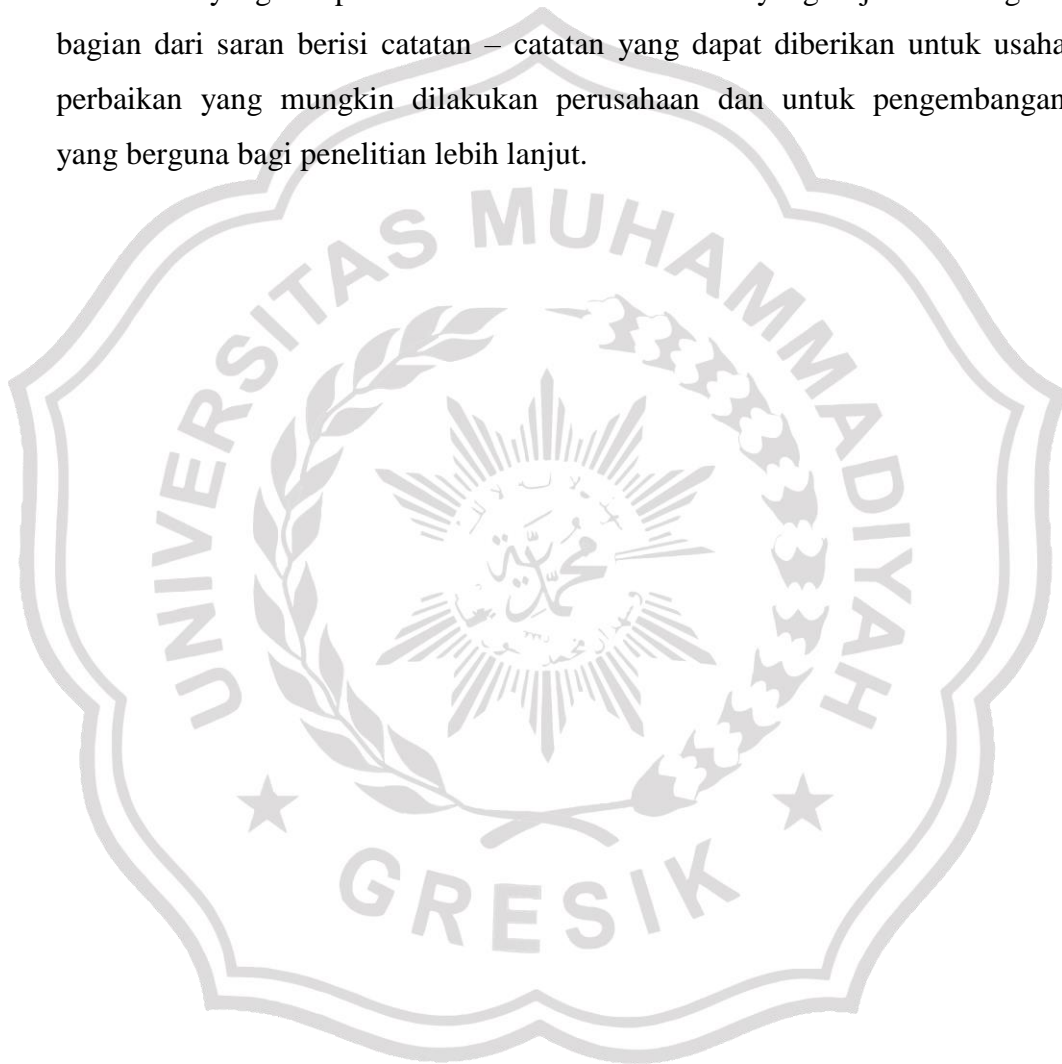 bagian dari saran berisi catatan – catatan yang dapat diberikan untuk usaha
perbaikan yang mungkin dilakukan perusahaan dan untuk pengembangan
yang berguna bagi penelitian lebih lanjut.
UNIVERSITAS MUHAMMADIYAH
محمدية
GRESIK